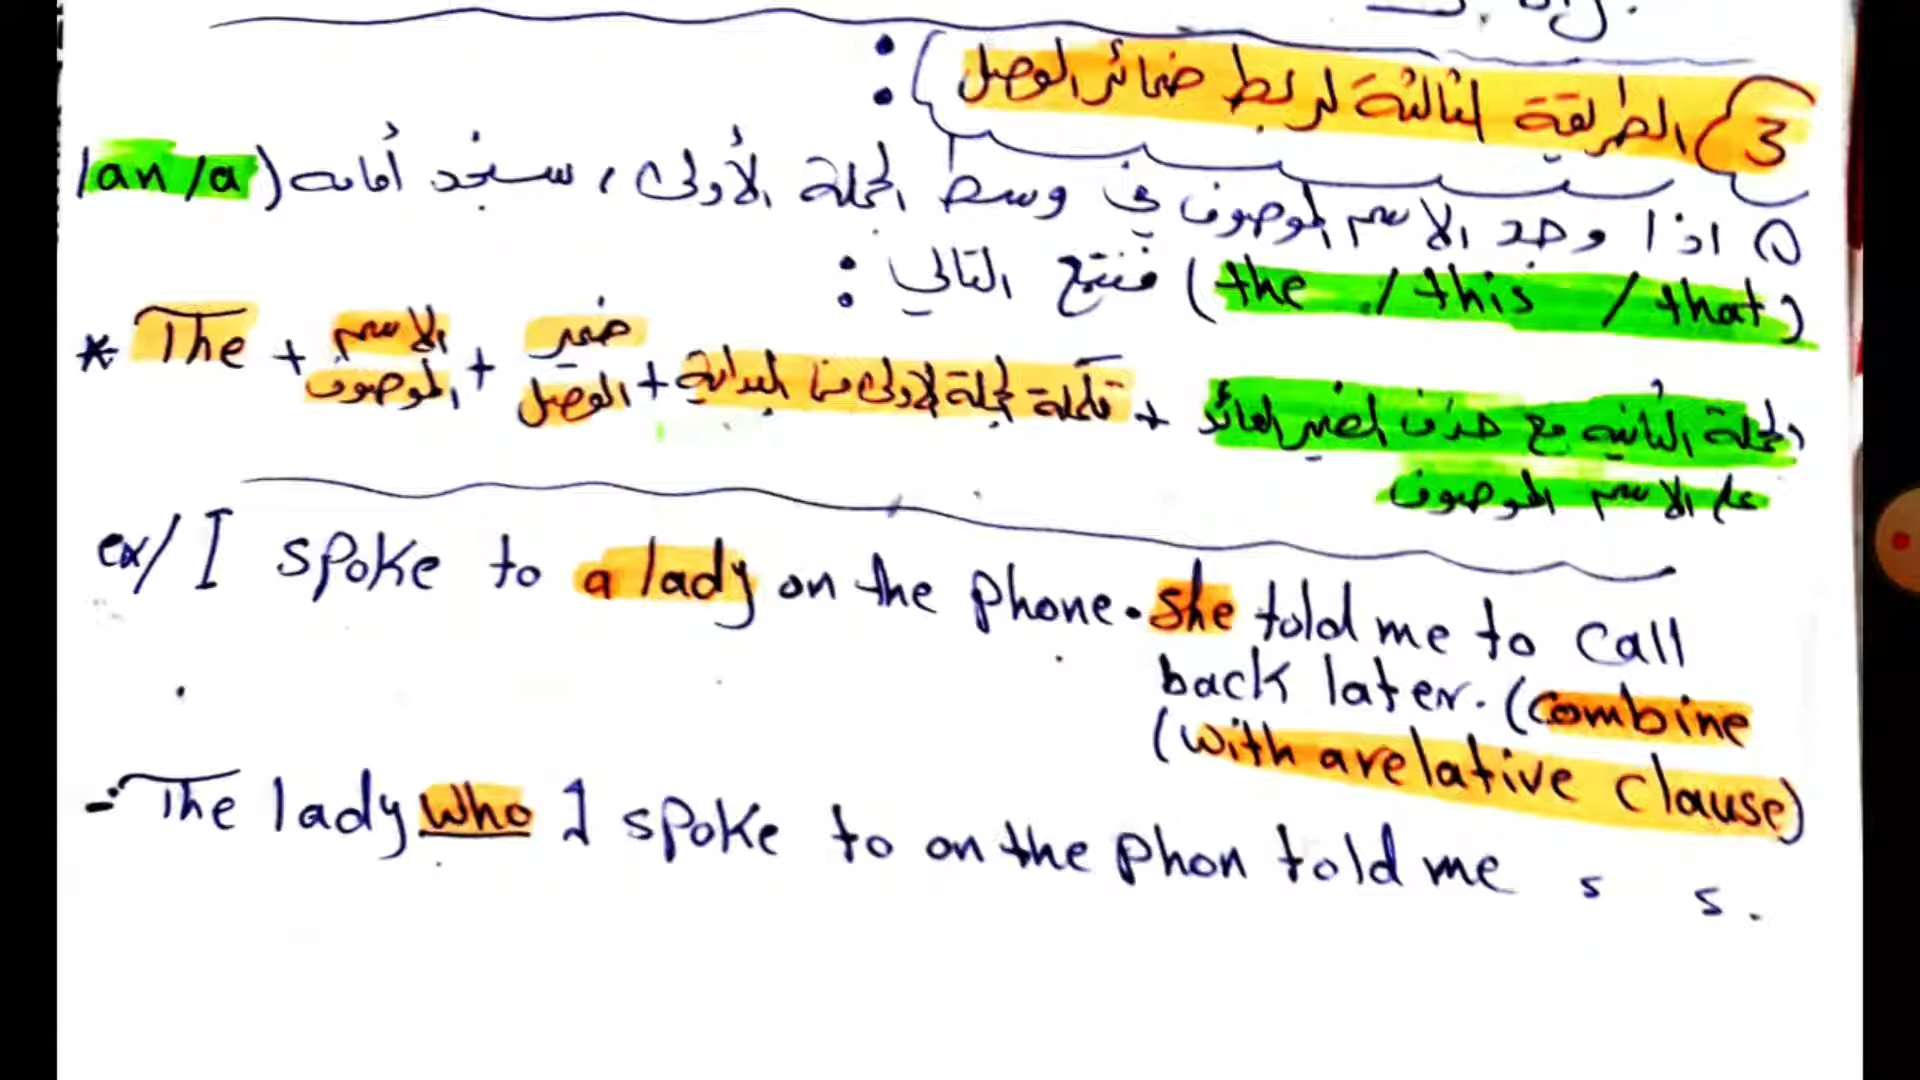 3) الطريقة الثالثة لربط ضمائر الوصل :
اذا وجد الاسم الموصوف في وسط الجملة الأولى ، سنجد أمامه (an / a /
the / this / that) فنتبع التالي :
* The + الاسم الموصوف + ضمير الوصل + تكملة الجملة الاولى من البداية + الجملة الثانية مع حذف الضمير العائد
على الاسم الموصوف
ex/ I spoke to a lady on the phone. She told me to call
back later. (combine
(with a relative clause)
- The lady who I spoke to on the phon told me s s.